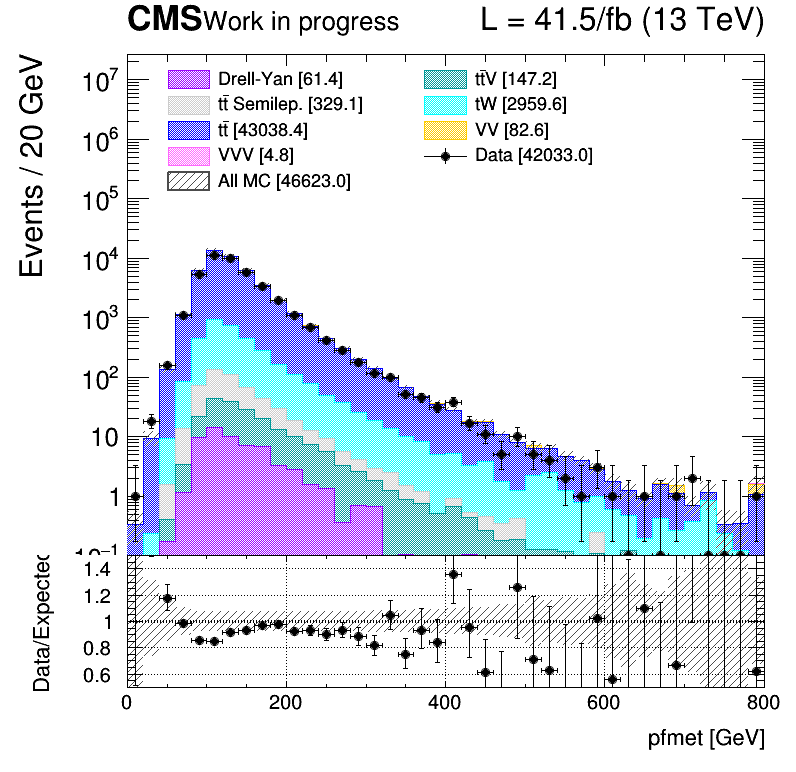 CMS Work in progress L = 41.5/fb (13 TeV)
Events / 20 GeV
10⁷
10⁶
10⁵
10⁴
10³
10²
10
1
10⁻¹
Drell-Yan [61.4]
tt̄ Semilep. [329.1]
tt̄ [43038.4]
VVV [4.8]
All MC [46623.0]
tt̄V [147.2]
tW [2959.6]
VV [82.6]
Data [42033.0]
Data/Expected
1.4
1.2
1
0.8
0.6
0 200 400 600 800
pfmet [GeV]